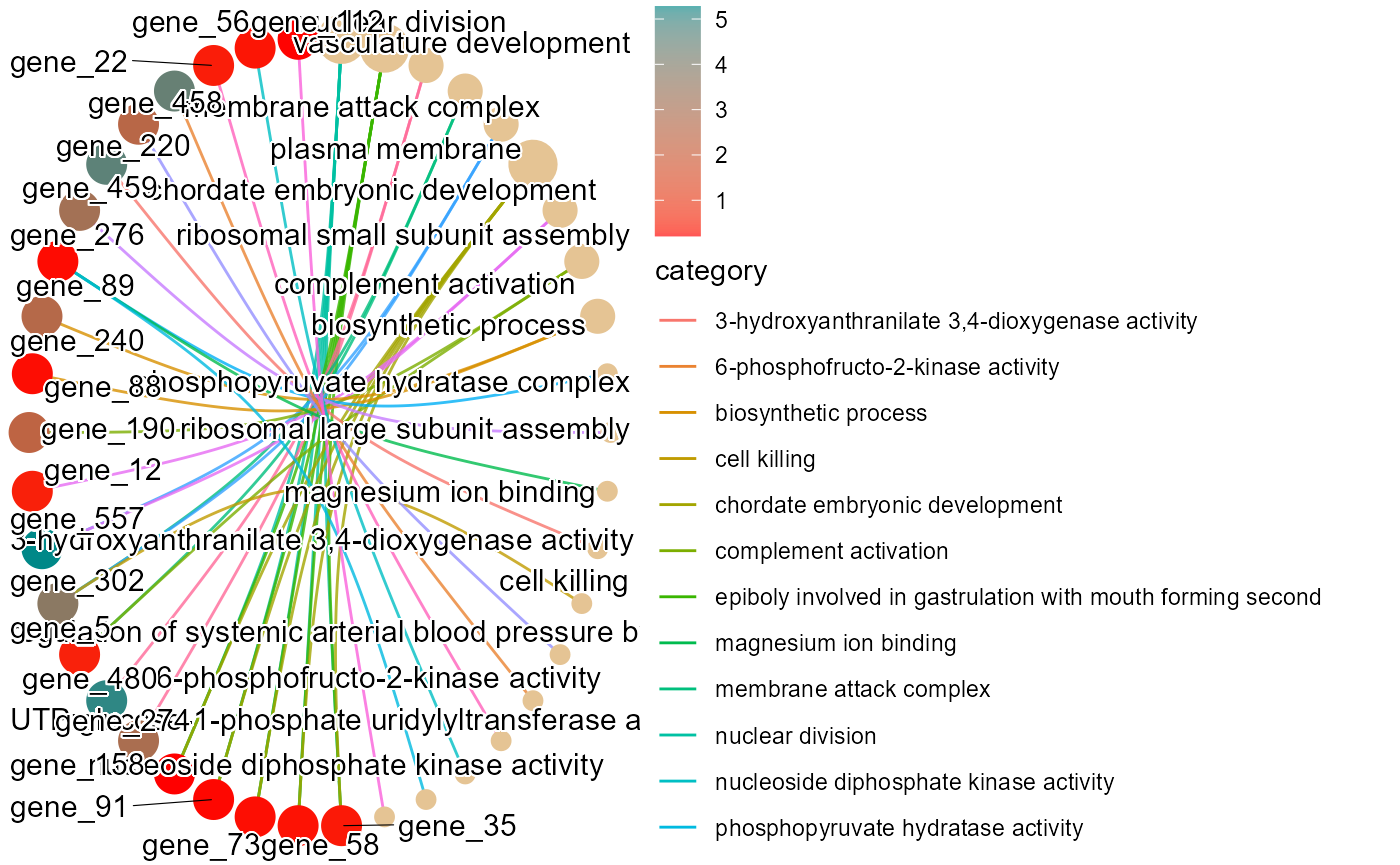 gene_56
gene_112
nuclear division
vasculature development
gene_22
gene_458
membrane attack complex
gene_220
plasma membrane
gene_459
chordate embryonic development
gene_276
ribosomal small subunit assembly
gene_89
complement activation
gene_240
biosynthetic process
gene_88
phosphopyruvate hydratase complex
gene_190
ribosomal large subunit assembly
gene_12
magnesium ion binding
gene_557
3-hydroxyanthranilate 3,4-dioxygenase activity
gene_302
cell killing
gene_5
of systemic arterial blood pressure b
gene_480
6-phosphofructo-2-kinase activity
gene_274
1-phosphate uridylyltransferase a
gene_158
nucleoside diphosphate kinase activity
gene_91
gene_35
gene_73
gene_58
5
4
3
2
1
category
3-hydroxyanthranilate 3,4-dioxygenase activity
6-phosphofructo-2-kinase activity
biosynthetic process
cell killing
chordate embryonic development
complement activation
epiboly involved in gastrulation with mouth forming second
magnesium ion binding
membrane attack complex
nuclear division
nucleoside diphosphate kinase activity
phosphopyruvate hydratase activity